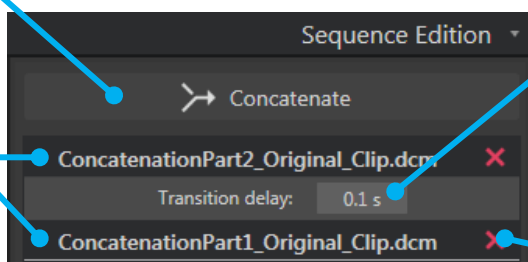 Sequence Edition
Concatenate
ConcatenationPart2_Original_Clip.dcm
Transition delay: 0.1 s
ConcatenationPart1_Original_Clip.dcm